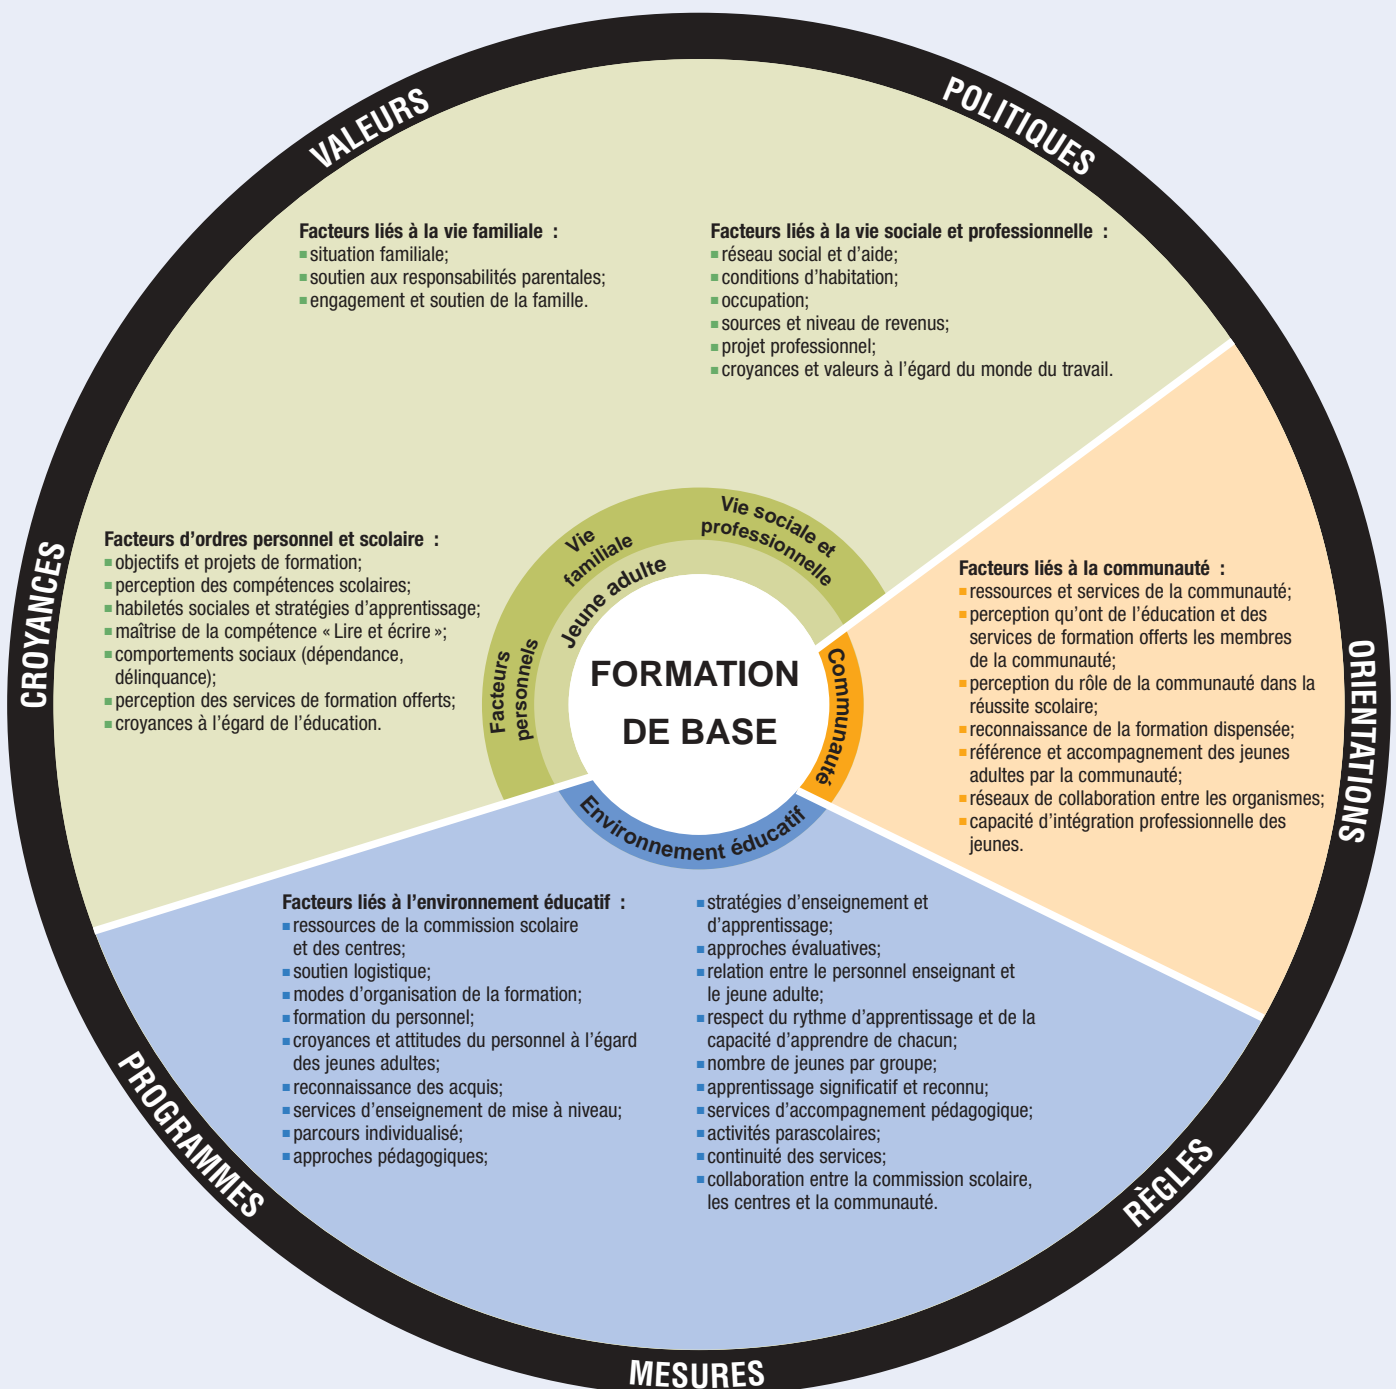 VALEURS
POLITIQUES
CROYANCES
ORIENTATIONS
PROGRAMMES
RÈGLES
MESURES
Facteurs liés à la vie familiale :
situation familiale;
soutien aux responsabilités parentales;
engagement et soutien de la famille.
Facteurs liés à la vie sociale et professionnelle :
réseau social et d'aide;
conditions d'habitation;
occupation;
sources et niveau de revenus;
projet professionnel;
croyances et valeurs à l'égard du monde du travail.
Facteurs d'ordres personnel et scolaire :
objectifs et projets de formation;
perception des compétences scolaires;
habiletés sociales et stratégies d'apprentissage;
maîtrise de la compétence « Lire et écrire »;
comportements sociaux (dépendance,
délinquance);
perception des services de formation offerts;
croyances à l'égard de l'éducation.
Facteurs
personnels
Vie
familiale
Vie sociale et
professionnelle
Jeune adulte
FORMATION
DE BASE
Communauté
Environnement éducatif
Facteurs liés à la communauté :
ressources et services de la communauté;
perception qu'ont de l'éducation et des
services de formation offerts les membres
de la communauté;
perception du rôle de la communauté dans la
réussite scolaire;
reconnaissance de la formation dispensée;
référence et accompagnement des jeunes
adultes par la communauté;
réseaux de collaboration entre les organismes;
capacité d'intégration professionnelle des
jeunes.
Facteurs liés à l'environnement éducatif :
ressources de la commission scolaire
et des centres;
soutien logistique;
modes d'organisation de la formation;
formation du personnel;
croyances et attitudes du personnel à l'égard
des jeunes adultes;
reconnaissance des acquis;
services d'enseignement de mise à niveau;
parcours individualisé;
approches pédagogiques;
stratégies d'enseignement et
d'apprentissage;
approches évaluatives;
relation entre le personnel enseignant et
le jeune adulte;
respect du rythme d'apprentissage et de la
capacité d'apprendre de chacun;
nombre de jeunes par groupe;
apprentissage significatif et reconnu;
services d'accompagnement pédagogique;
activités parascolaires;
continuité des services;
collaboration entre la commission scolaire,
les centres et la communauté.